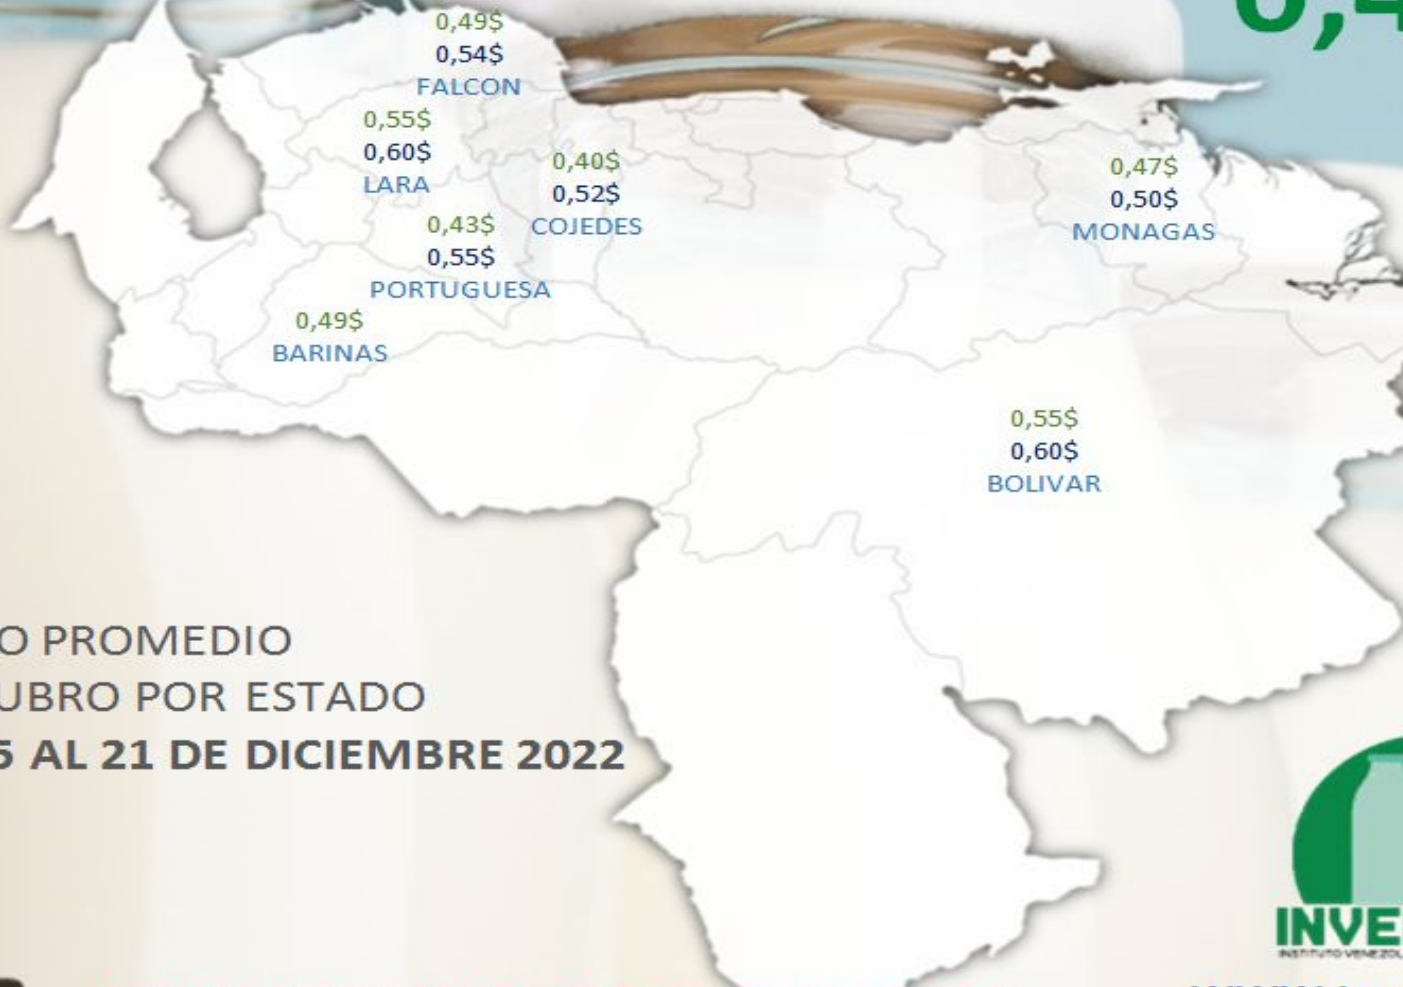 0,49$
0,54$
FALCON
0,55$
0,60$
LARA
0,40$
0,52$
COJEDES
0,47$
0,50$
MONAGAS
0,43$
0,55$
PORTUGUESA
0,49$
BARINAS
0,55$
0,60$
BOLIVAR
O PROMEDIO
UBRO POR ESTADO
5 AL 21 DE DICIEMBRE 2022
INVE
INSTITUTO VENEZOL